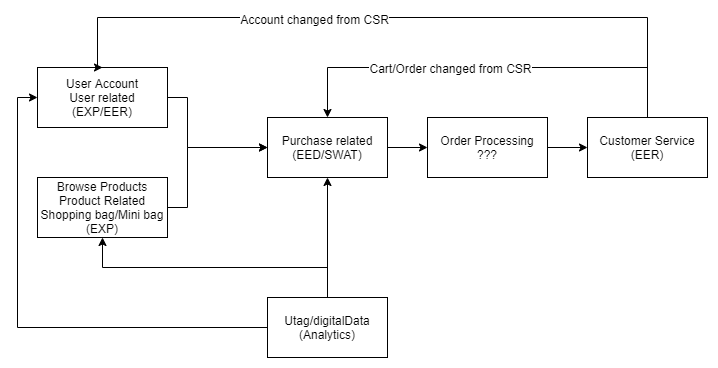 Account changed from CSR
Cart/Order changed from CSR
User Account
User related
(EXP/EER)
Purchase related
(EED/SWAT)
Order Processing
???
Customer Service
(EER)
Browse Products
Product Related
Shopping bag/Mini bag
(EXP)
Utag/digitalData
(Analytics)